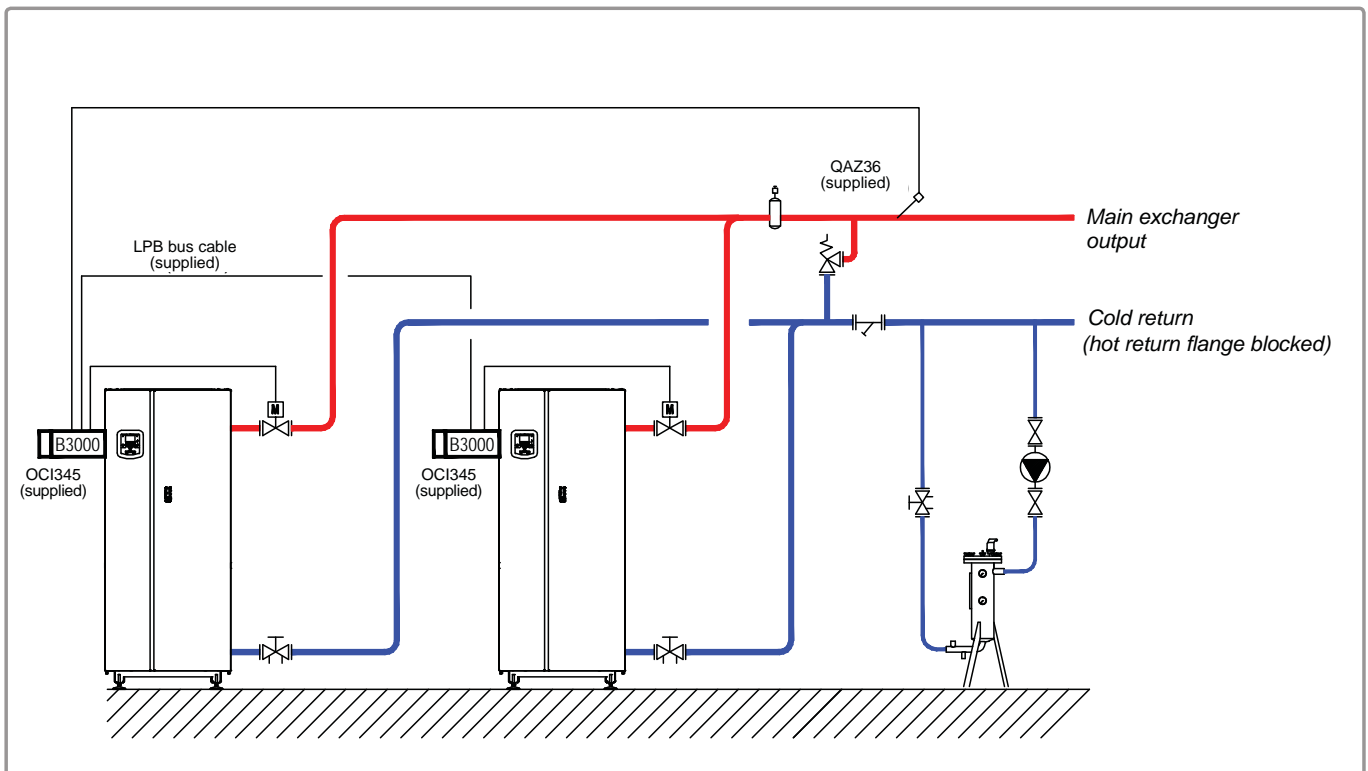 QAZ36
(supplied)
Main exchanger
output
LPB bus cable
(supplied)
Cold return
(hot return flange blocked)
M
M
B3000
B3000
OCI345
(supplied)
OCI345
(supplied)